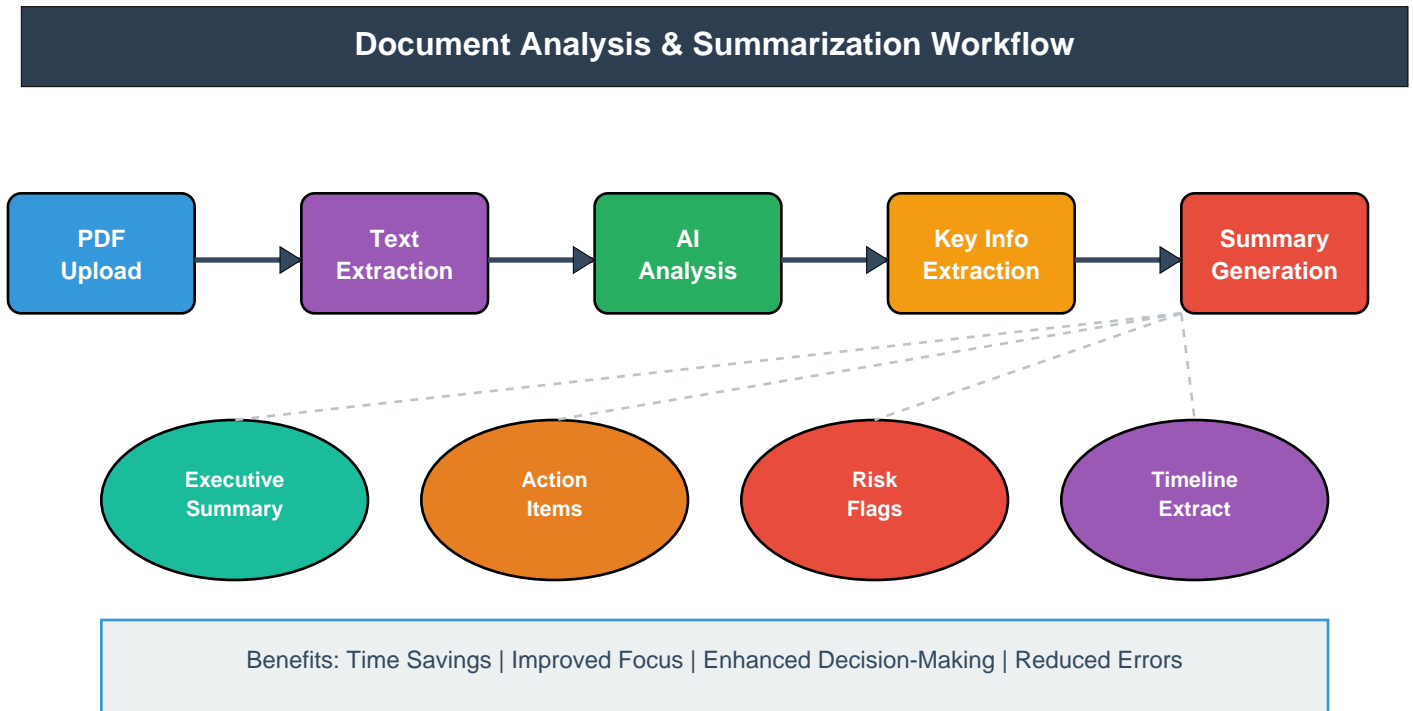 Document Analysis & Summarization Workflow
PDF
Upload
Text
Extraction
AI
Analysis
Key Info
Extraction
Summary
Generation
Executive
Summary
Action
Items
Risk
Flags
Timeline
Extract
Benefits: Time Savings | Improved Focus | Enhanced Decision-Making | Reduced Errors